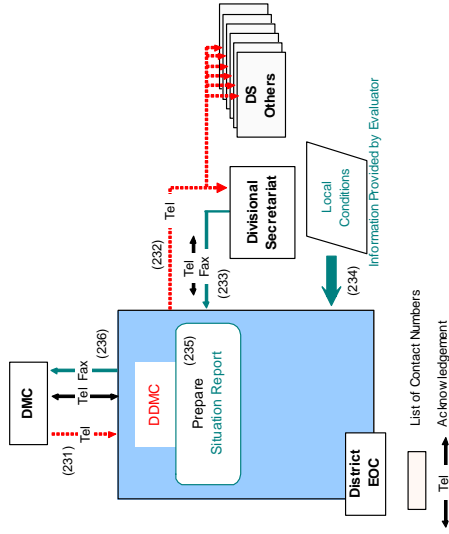 DMC
(231)
Tel
Tel
Tel
Fax
(236)
(232)
Tel
DS
Others
DDMC
(235)
Prepare
Situation Report
Tel
Fax
(233)
Divisional
Secretariat
Local
Conditions
(234)
Information Provided by Evaluator
District
EOC
List of Contact Numbers
Tel
Acknowledgement